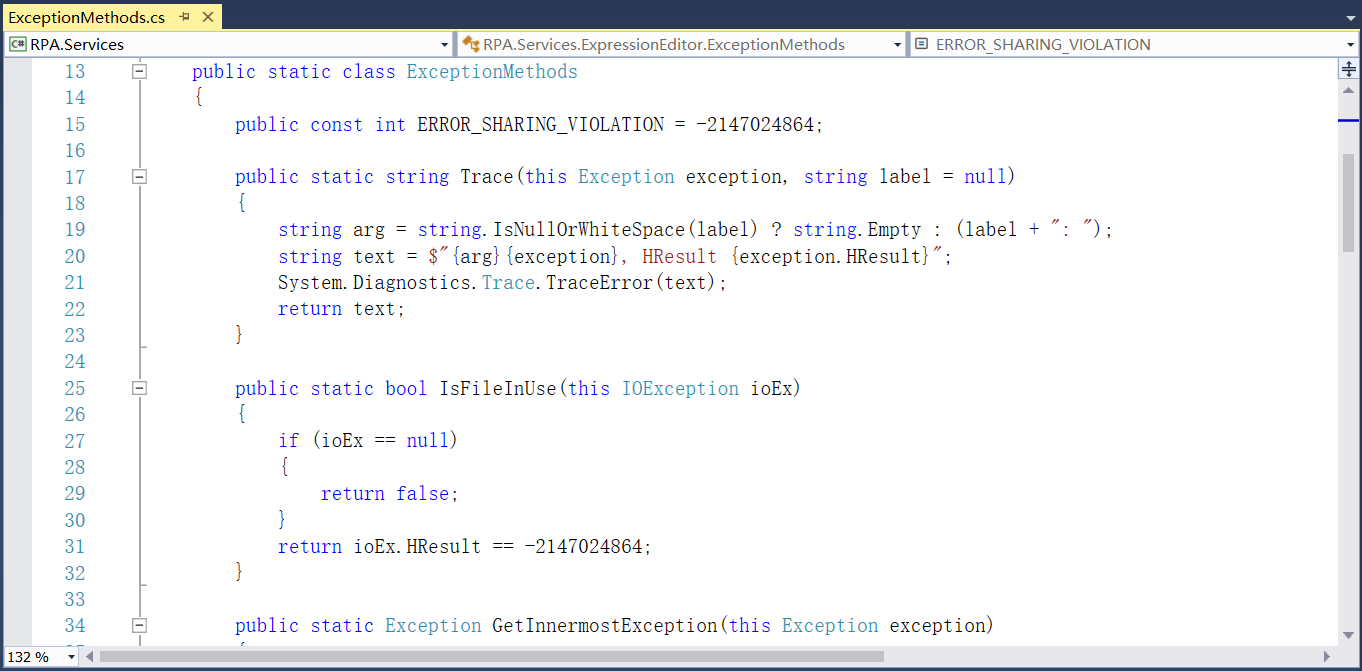 ExceptionMethods.cs
RPA.Services RPA.Services.ExpressionEditor.ExceptionMethods ERROR_SHARING_VIOLATION
13 public static class ExceptionMethods
14 {
15 public const int ERROR_SHARING_VIOLATION = -2147024864;
16
17 public static string Trace(this Exception exception, string label = null)
18 {
19 string arg = string.IsNullOrWhiteSpace(label) ? string.Empty : (label + ": ");
20 string text = $"{arg}{exception}, HResult {exception.HResult}";
21 System.Diagnostics.Trace.TraceError(text);
22 return text;
23 }
24
25 public static bool IsFileInUse(this IOException ioEx)
26 {
27 if (ioEx == null)
28 {
29 return false;
30 }
31 return ioEx.HResult == -2147024864;
32 }
33
34 public static Exception GetInnermostException(this Exception exception)
132 %